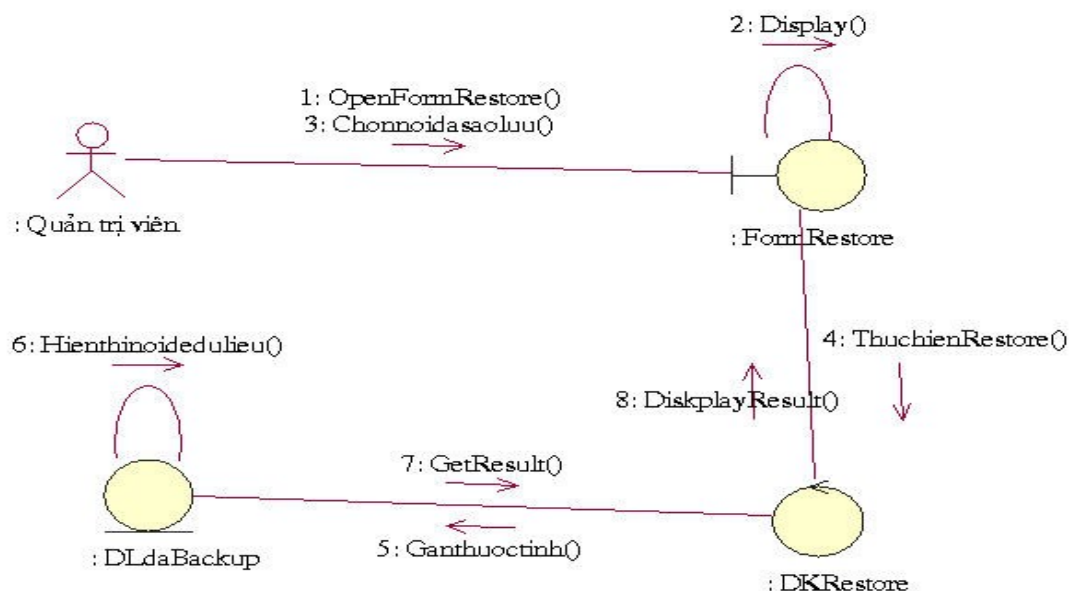 2: Display()
1: OpenFormRestore()
3: Chonnoidasaoluu()
: Quản trị viên
: FormRestore
6: Hienthinoidedulieu()
4: ThuchienRestore()
8: DiskplayResult()
7: GetResult()
5: Ganthuoctinh()
: DLdaBackup
: DKRestore